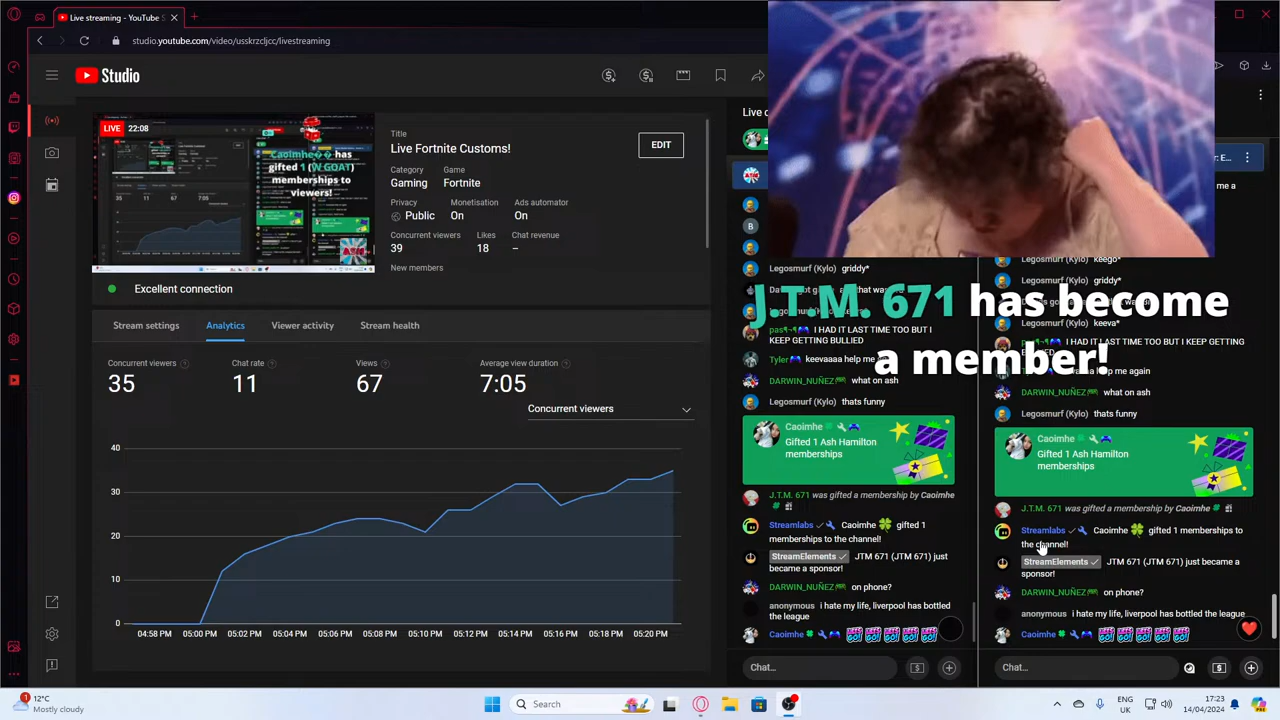 Live streaming - YouTube S
studio.youtube.com/video/usskrzcljcc/livestreaming
Studio
LIVE 22:08
has
gifted 1 (W GOAT)
memberships to
viewers!
Title
Live Fortnite Customs!
EDIT
Category Game
Gaming Fortnite
Privacy Monetisation Ads automator
Public On On
Concurrent viewers Likes Chat revenue
39 18 –
New members
Excellent connection
Stream settings Analytics Viewer activity Stream health
Concurrent viewers Chat rate Views Average view duration
35 11 67 7:05
Concurrent viewers
40
30
20
10
0
04:58 PM 05:00 PM 05:02 PM 05:04 PM 05:06 PM 05:08 PM 05:10 PM 05:12 PM 05:14 PM 05:16 PM 05:18 PM 05:20 PM
Live c
B
Legosmurf (Kylo) griddy*
J.T.M. 671 has become
a member!
I HAD IT LAST TIME TOO BUT I
KEEP GETTING BULLIED
Tyler keevaaaa help me
DARWIN_NUÑEZ what on ash
Legosmurf (Kylo) thats funny
Caoimhe
Gifted 1 Ash Hamilton
memberships
J.T.M. 671 was gifted a membership by Caoimhe
Streamlabs Caoimhe gifted 1
memberships to the channel!
StreamElements JTM 671 (JTM 671) just
became a sponsor!
DARWIN_NUÑEZ on phone?
anonymous i hate my life, liverpool has bottled
the league
Caoimhe
Chat...
r: E...
me a
Legosmurf (Kylo) keego*
Legosmurf (Kylo) griddy*
Legosmurf (Kylo) keeva*
I HAD IT LAST TIME TOO BUT I KEEP GETTING
help me again
DARWIN_NUÑEZ what on ash
Legosmurf (Kylo) thats funny
Caoimhe
Gifted 1 Ash Hamilton
memberships
J.T.M. 671 was gifted a membership by Caoimhe
Streamlabs Caoimhe gifted 1 memberships to
the channel!
StreamElements JTM 671 (JTM 671) just became a
sponsor!
DARWIN_NUÑEZ on phone?
anonymous i hate my life, liverpool has bottled the league
Caoimhe
Chat...
1
12°C
Mostly cloudy
Search
ENG
UK
17:23
14/04/2024